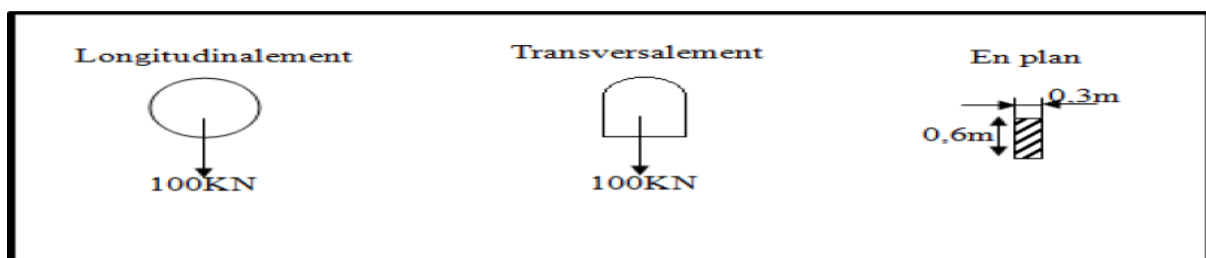 Longitudinalement
100KN
Transversalement
100KN
En plan
0.3m
0,6m